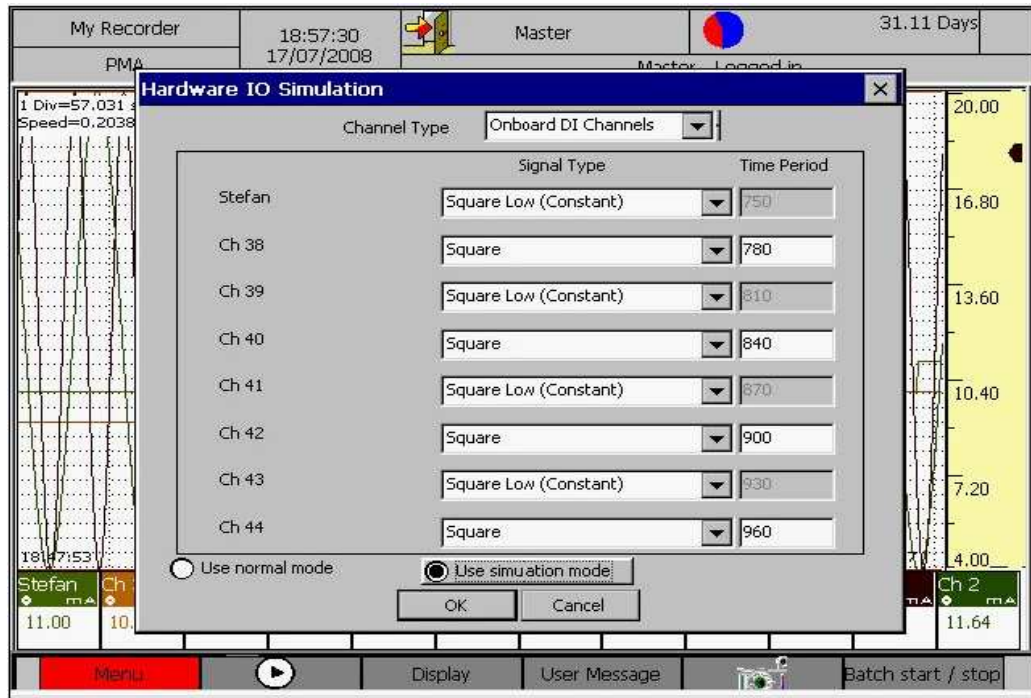 My Recorder
18:57:30
17/07/2008
Master
31.11 Days
PMA
Master
Logged in
Hardware IO Simulation
1 Div=57.031
Speed=0.2038
Channel Type
Onboard DI Channels
Signal Type
Time Period
Stefan
Square Low (Constant)
750
Ch 38
Square
780
Ch 39
Square Low (Constant)
810
Ch 40
Square
840
Ch 41
Square Low (Constant)
870
Ch 42
Square
900
Ch 43
Square Low (Constant)
930
Ch 44
Square
960
20.00
16.80
13.60
10.40
7.20
4.00
18:47:53
Use normal mode
Use simuation mode
OK
Cancel
Stefan
mA
11.00
Ch
10.
mA
Ch 2
mA
11.64
Menu
Display
User Message
Batch start / stop